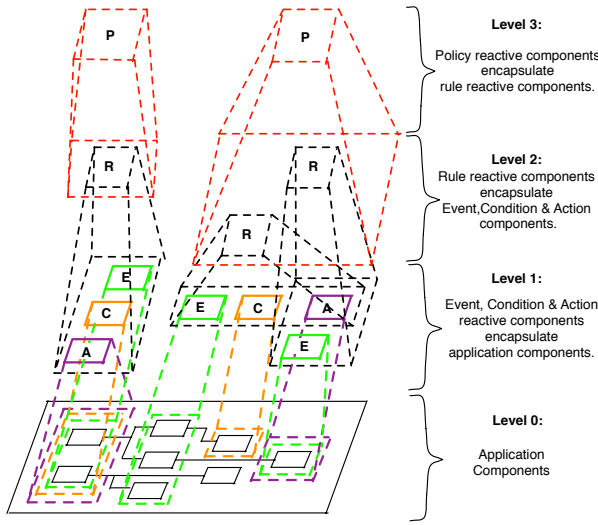 P
P
Level 3:
Policy reactive components
encapsulate
rule reactive components.
R
R
R
Level 2:
Rule reactive components
encapsulate
Event,Condition & Action
components.
E
C
A
E
C
A
E
Level 1:
Event, Condition & Action
reactive components
encapsulate
application components.
Level 0:
Application
Components